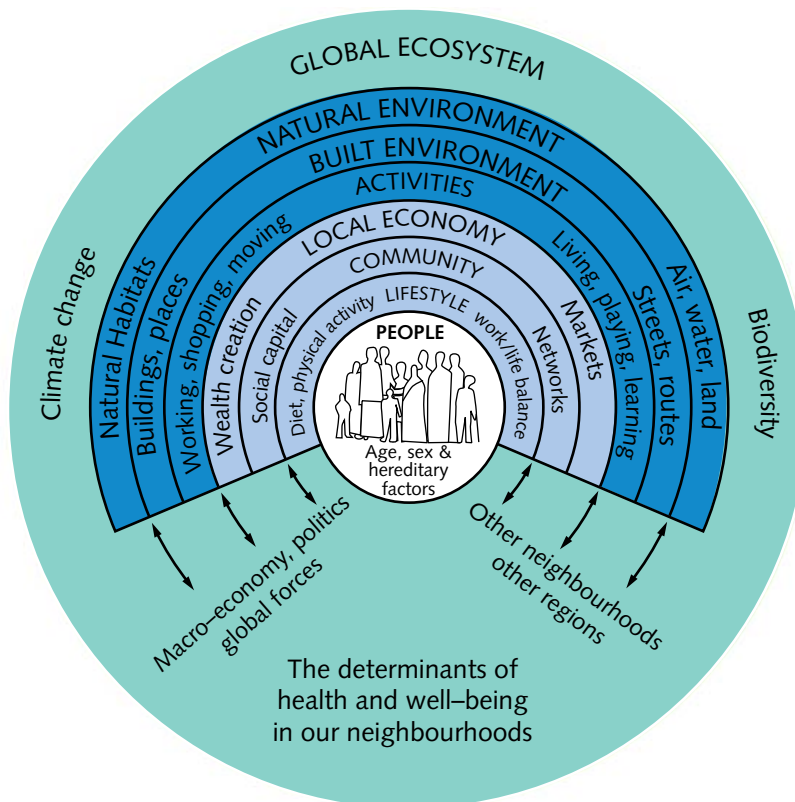 GLOBAL ECOSYSTEM
NATURAL ENVIRONMENT
BUILT ENVIRONMENT
ACTIVITIES
LOCAL ECONOMY
COMMUNITY
LIFESTYLE
PEOPLE
Age, sex &
hereditary
factors
Climate change
Natural Habitats
Buildings, places
Working, shopping, moving
Wealth creation
Social capital
Diet, physical activity
work/life balance
Networks
Markets
Living, playing, learning
Streets, routes
Air, water, land
Biodiversity
Macro–economy, politics
global forces
Other neighbourhoods
other regions
The determinants of
health and well–being
in our neighbourhoods